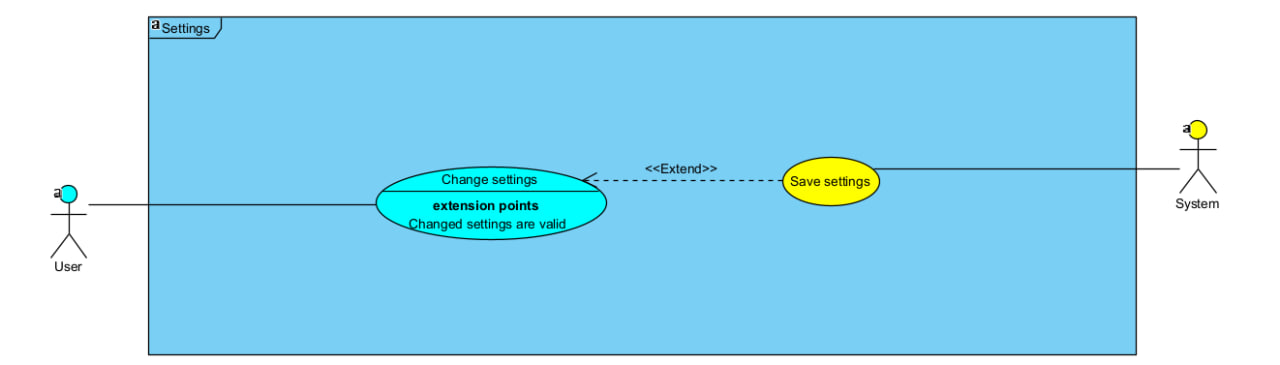 a Settings
<<Extend>>
Change settings
extension points
Changed settings are valid
Save settings
a
System
a
User